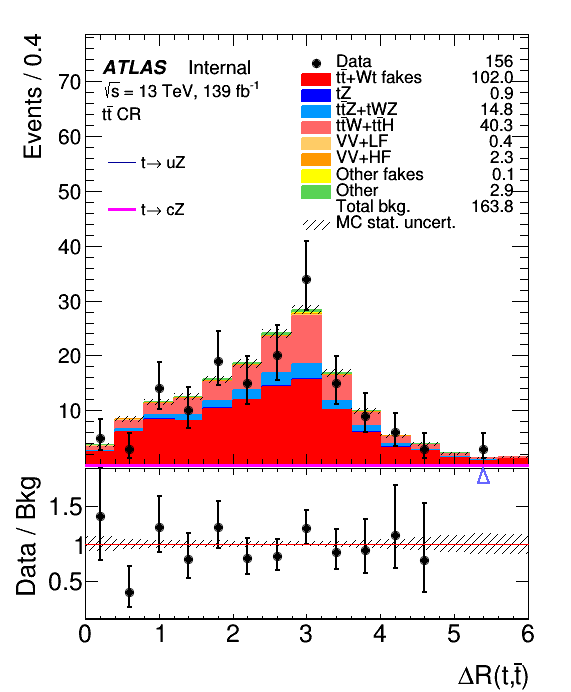 Events / 0.4
70
60
50
40
30
20
10
ATLAS Internal
√s = 13 TeV, 139 fb⁻¹
tt̄ CR
t→ uZ
t→ cZ
Data 156
tt̄+Wt fakes 102.0
tZ 0.9
tt̄Z+tWZ 14.8
tt̄W+tt̄H 40.3
VV+LF 0.4
VV+HF 2.3
Other fakes 0.1
Other 2.9
Total bkg. 163.8
MC stat. uncert.
Data / Bkg
1.5
1
0.5
0 1 2 3 4 5 6
ΔR(t,t̄)